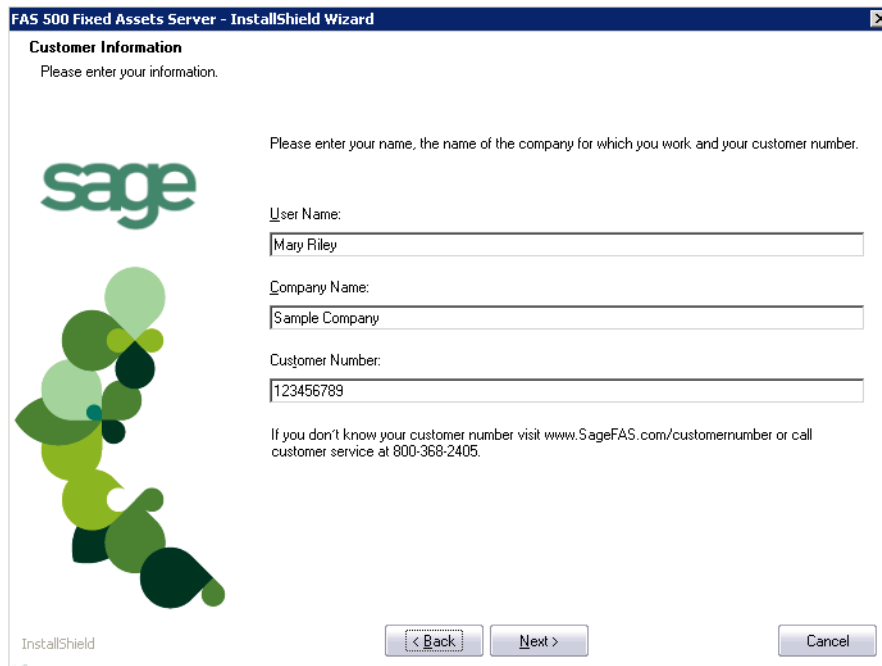 FAS 500 Fixed Assets Server - InstallShield Wizard
Customer Information
Please enter your information.
Please enter your name, the name of the company for which you work and your customer number.
sage
User Name:
Mary Riley
Company Name:
Sample Company
Customer Number:
123456789
If you don't know your customer number visit www.SageFAS.com/customernumber or call
customer service at 800-368-2405.
InstallShield
< Back
Next >
Cancel